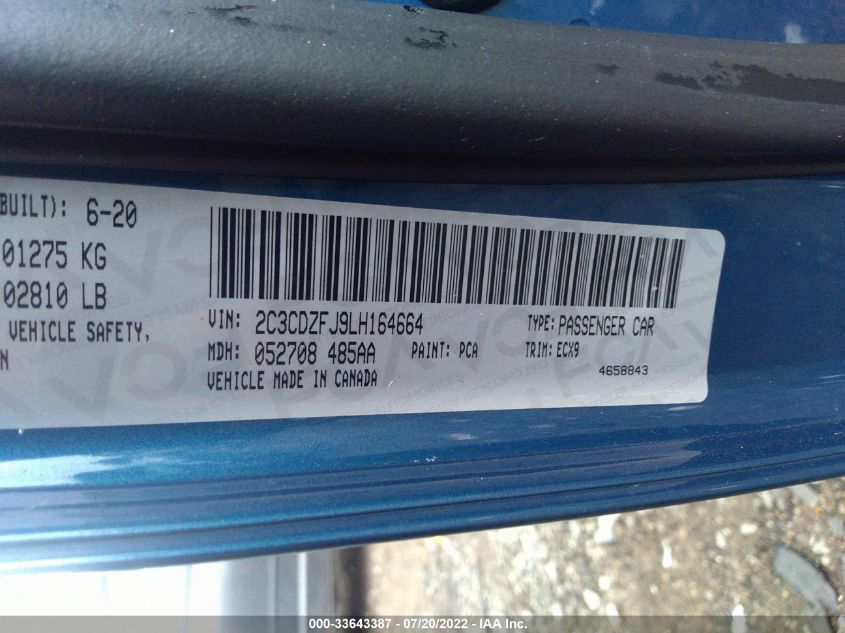 BUILT): 6-20
01275 KG
02810 LB
VEHICLE SAFETY,
N
VIN: 2C3CDZFJ9LH164664 TYPE: PASSENGER CAR
MDH: 052708 485AA PAINT: PCA TRIM: ECX9
VEHICLE MADE IN CANADA 4658843
000-33643387 - 07/20/2022 - IAA Inc.